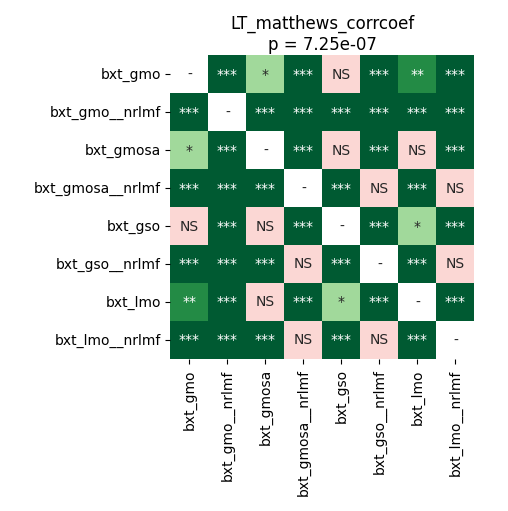 LT_matthews_corrcoef
p = 7.25e-07
bxt_gmo - *** * *** NS *** ** ***
bxt_gmo__nrlmf *** - *** *** *** *** *** ***
bxt_gmosa * *** - *** NS *** NS ***
bxt_gmosa__nrlmf *** *** *** - *** NS *** NS
bxt_gso NS *** NS *** - *** * ***
bxt_gso__nrlmf *** *** *** NS *** - *** NS
bxt_lmo ** *** NS *** * *** - ***
bxt_lmo__nrlmf *** *** *** NS *** NS *** -
bxt_gmo
bxt_gmo__nrlmf
bxt_gmosa
bxt_gmosa__nrlmf
bxt_gso
bxt_gso__nrlmf
bxt_lmo
bxt_lmo__nrlmf